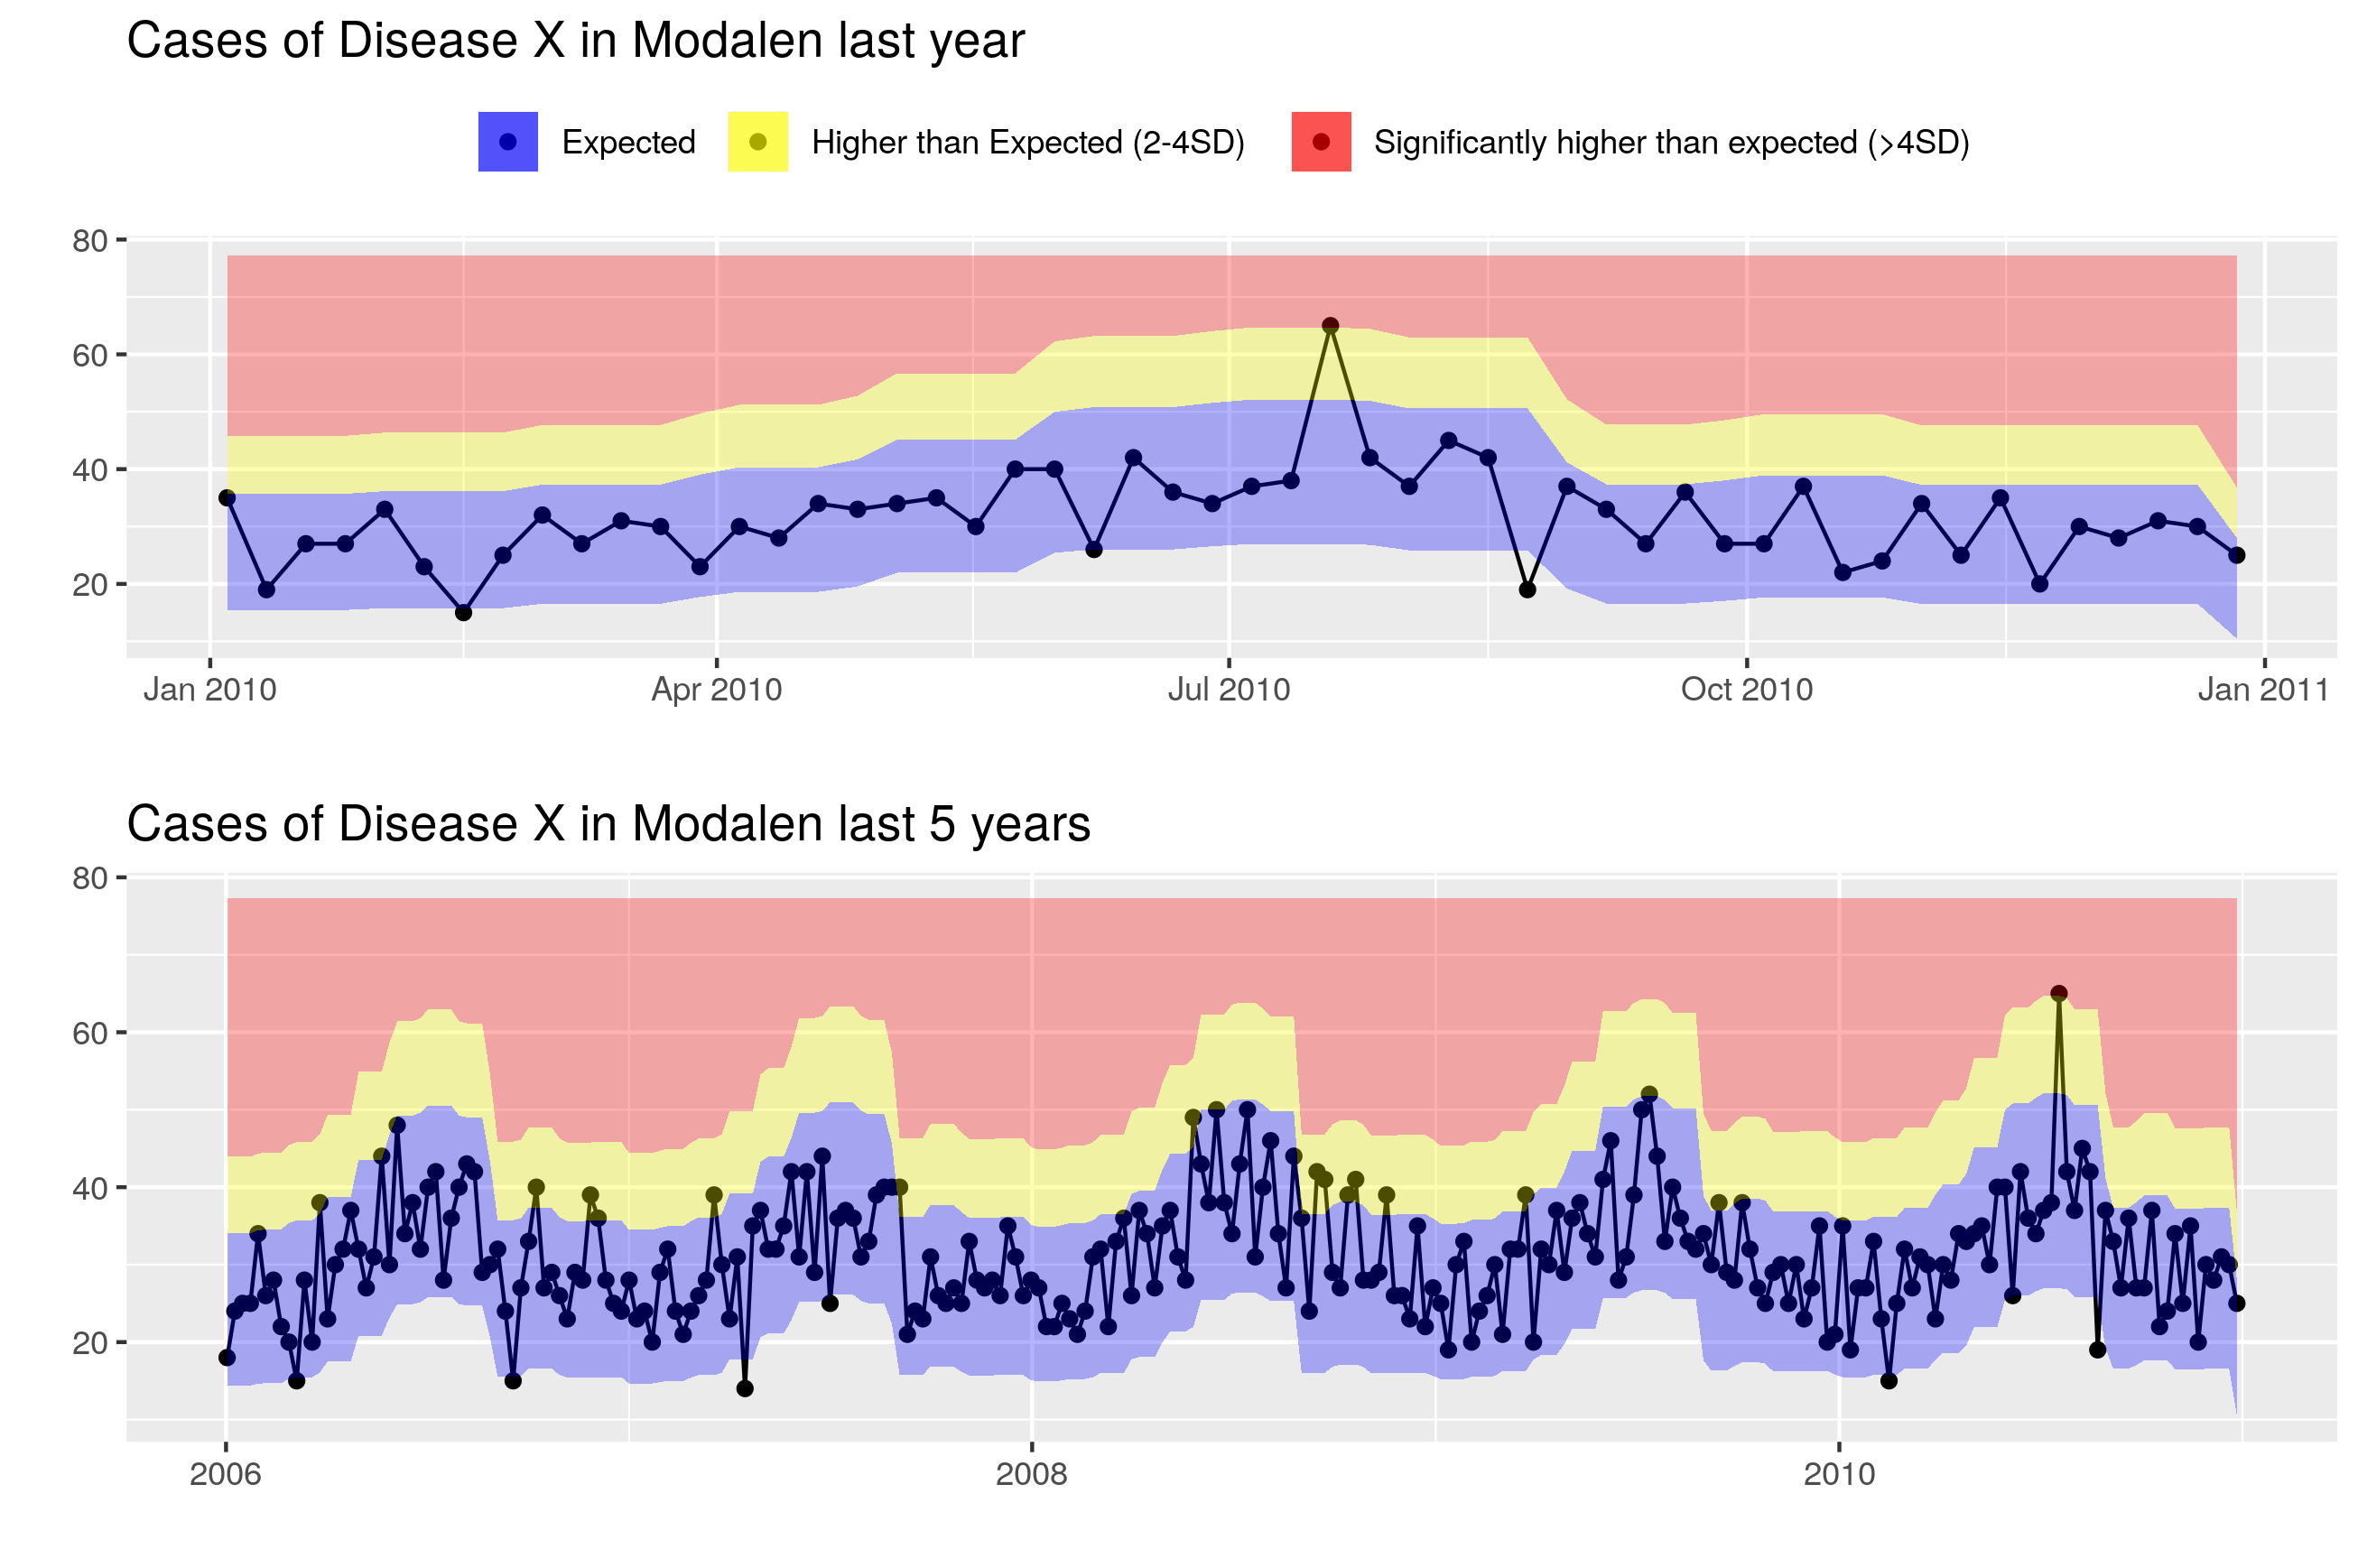 Cases of Disease X in Modalen last year
Expected Higher than Expected (2-4SD) Significantly higher than expected (>4SD)
80
60
40
20
Jan 2010 Apr 2010 Jul 2010 Oct 2010 Jan 2011
Cases of Disease X in Modalen last 5 years
80
60
40
20
2006 2008 2010